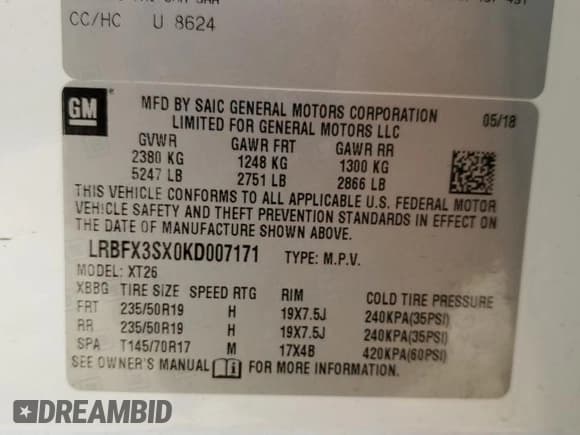 CC/HC U 8624
GM
MFD BY SAIC GENERAL MOTORS CORPORATION
LIMITED FOR GENERAL MOTORS LLC
05/18
GVWR GAWR FRT GAWR RR
2380 KG 1248 KG 1300 KG
5247 LB 2751 LB 2866 LB
THIS VEHICLE CONFORMS TO ALL APPLICABLE U.S. FEDERAL MOTOR
VEHICLE SAFETY AND THEFT PREVENTION STANDARDS IN EFFECT ON
THE DATE OF MANUFACTURE SHOWN ABOVE.
LRBFX3SX0KD007171 TYPE: M.P.V.
MODEL: XT26
XBBG TIRE SIZE SPEED RTG RIM COLD TIRE PRESSURE
FRT 235/50R19 H 19X7.5J 240KPA(35PSI)
RR 235/50R19 H 19X7.5J 240KPA(35PSI)
SPA T145/70R17 M 17X4B 420KPA(60PSI)
SEE OWNER'S MANUAL FOR MORE INFORMATION.
DREAMBID